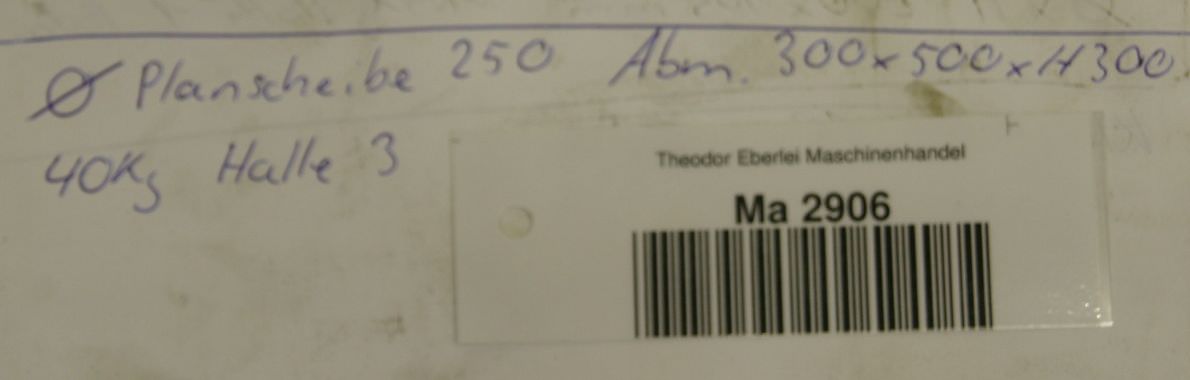 Ø Planscheibe 250 Abm. 300x500xH300
40Kg Halle 3
Theodor Eberlei Maschinenhandel
Ma 2906